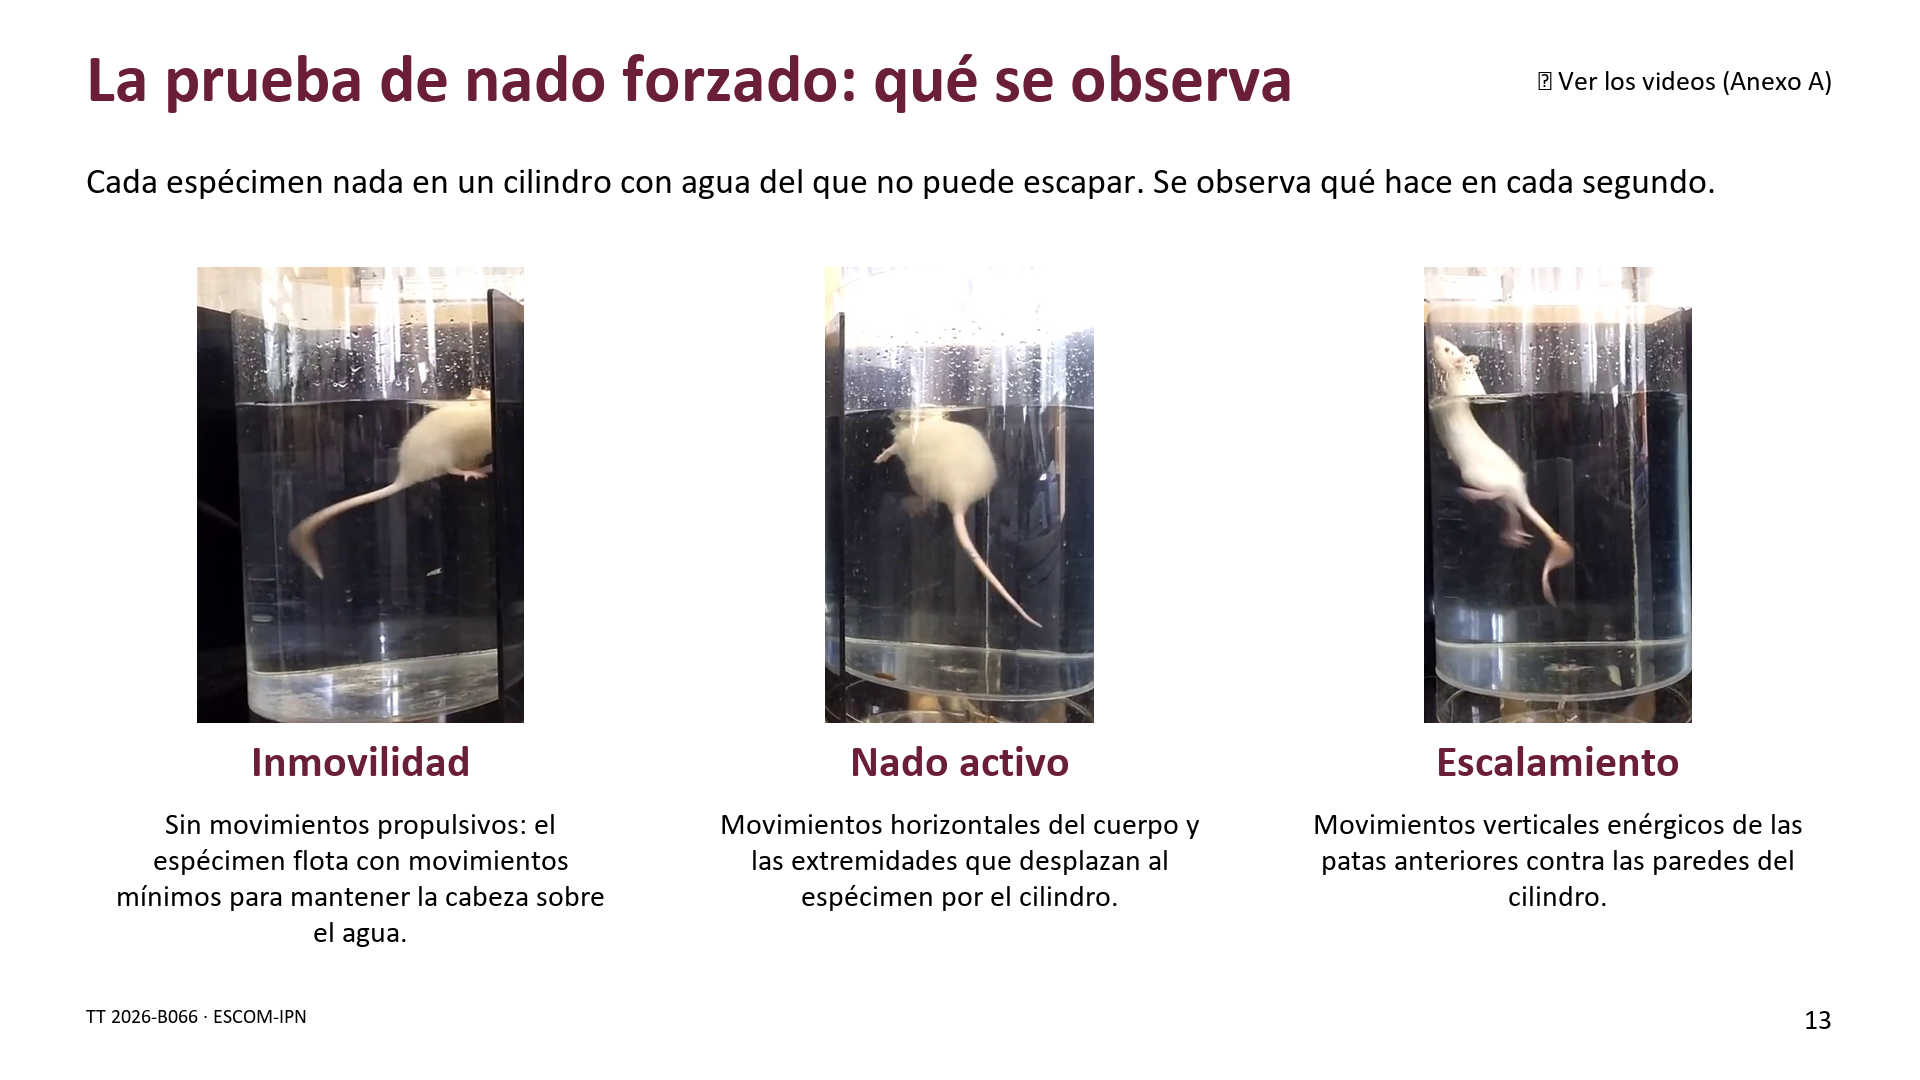 La prueba de nado forzado: qué se observa
Ver los videos (Anexo A)
Cada espécimen nada en un cilindro con agua del que no puede escapar. Se observa qué hace en cada segundo.
Inmovilidad
Sin movimientos propulsivos: el
espécimen flota con movimientos
mínimos para mantener la cabeza sobre
el agua.
Nado activo
Movimientos horizontales del cuerpo y
las extremidades que desplazan al
espécimen por el cilindro.
Escalamiento
Movimientos verticales enérgicos de las
patas anteriores contra las paredes del
cilindro.
TT 2026-B066 · ESCOM-IPN
13